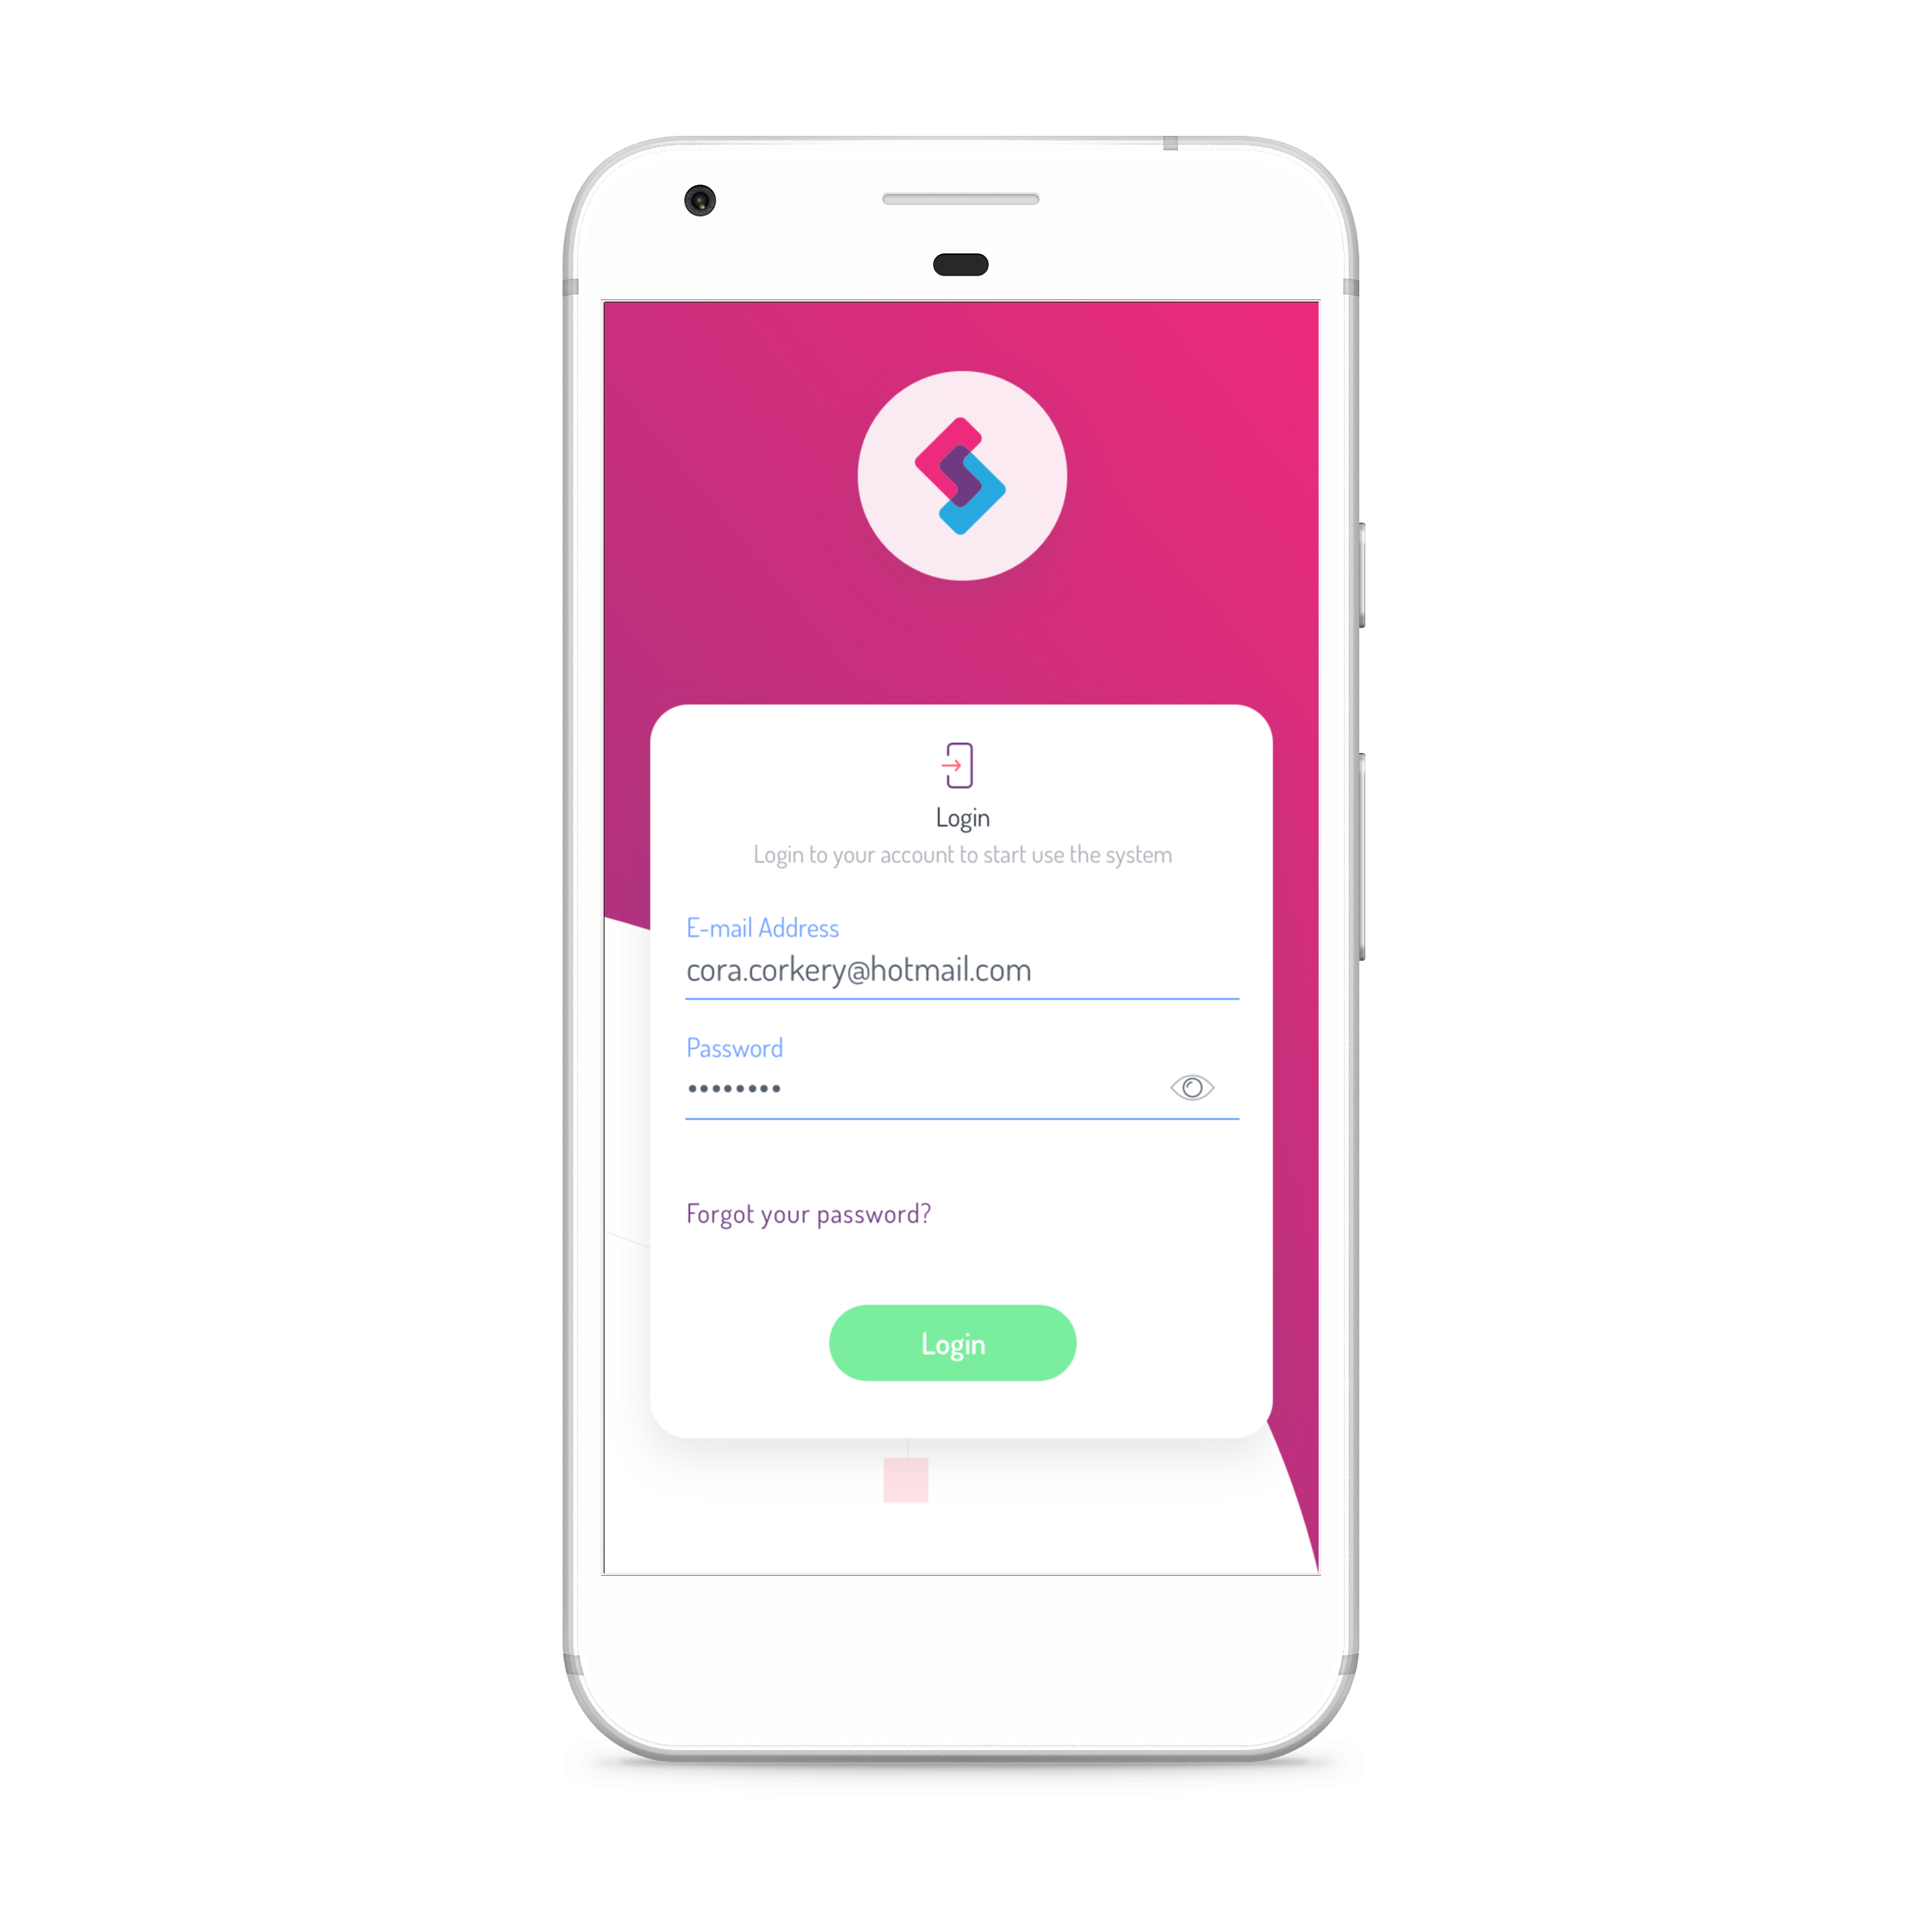 Login
Login to your account to start use the system
E-mail Address
cora.corkery@hotmail.com
Password
••••••••
Forgot your password?
Login